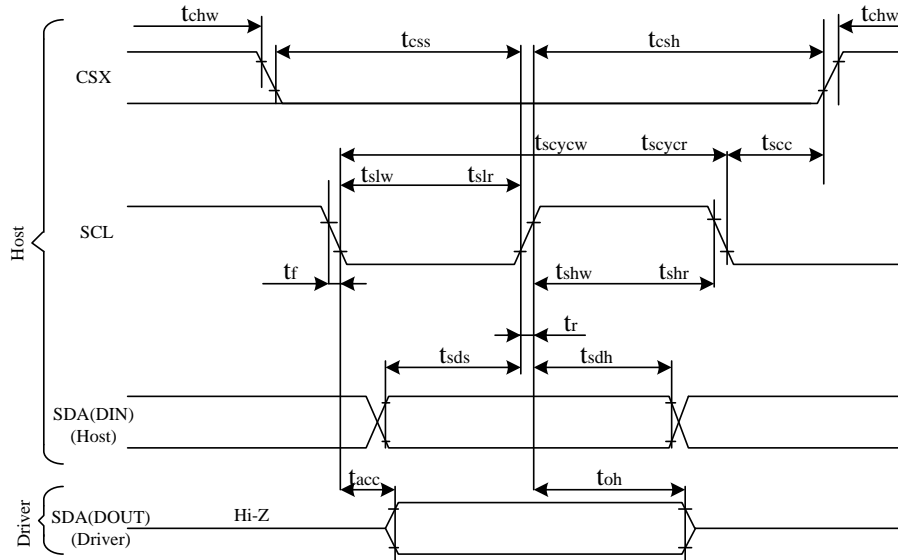 tchw
tchw
tcss
tcsh
CSX
tscycw
tscycr
tscc
tslw
tslr
SCL
Host
tf
tshw
tshr
tr
tsds
tsdh
SDA(DIN)
(Host)
tacc
toh
Driver
SDA(DOUT)
(Driver)
Hi-Z